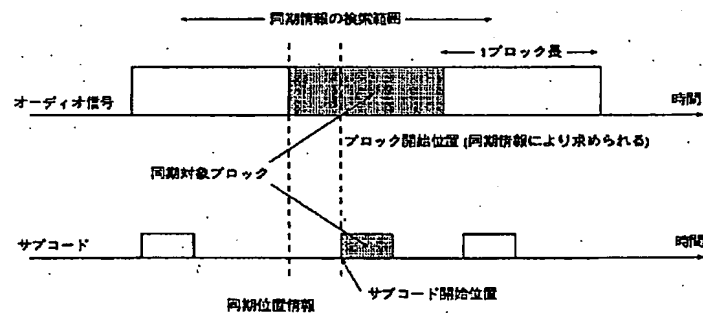 同期情報の検索範囲
1ブロック長
オーディオ信号
時間
ブロック開始位置 (同期情報により求められる)
同期対象ブロック
サブコード
時間
サブコード開始位置
同期位置情報